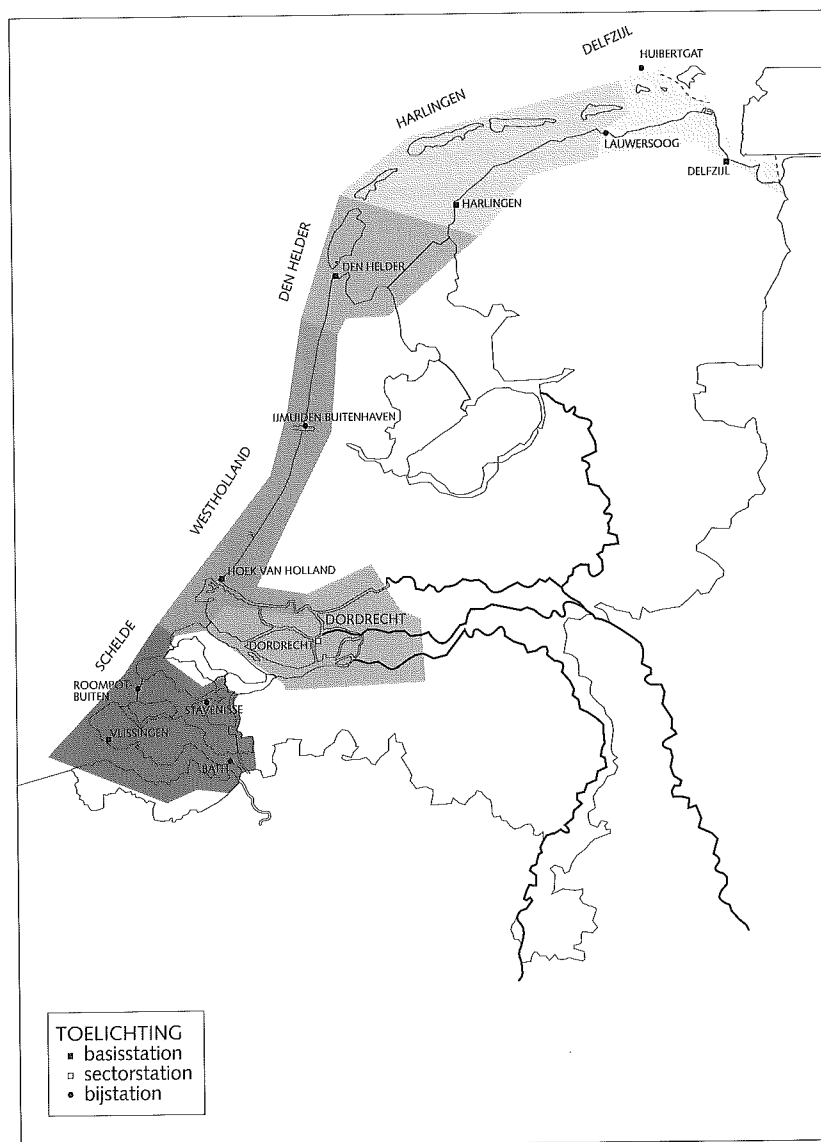 DELFZIJL
HUIBERTGAT
HARLINGEN
LAUWERSOOG
DELFZIJL
HARLINGEN
DEN HELDER
DEN HELDER
IJMUIDEN-BUITENHAVEN
WESTHOLLAND
HOEK VAN HOLLAND
DORDRECHT
DORDRECHT
SCHELDE
ROOMPOT-
BUITEN
STAVENISSE
VLISSINGEN
BATH
TOELICHTING
basisstation
sectorstation
bijstation